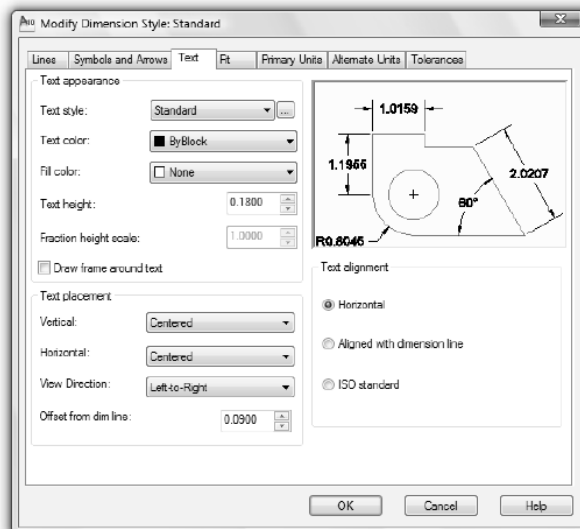 Modify Dimension Style: Standard
Lines Symbols and Arrows Text Fit Primary Units Alternate Units Tolerances
Text appearance
Text style: Standard ...
Text color: ByBlock
Fill color: None
Text height: 0.1800
Fraction height scale: 1.0000
Draw frame around text
Text placement
Vertical: Centered
Horizontal: Centered
View Direction: Left-to-Right
Offset from dim line: 0.0900
1.0159
1.1955
2.0207
60°
R0.8045
Text alignment
Horizontal
Aligned with dimension line
ISO standard
OK Cancel Help